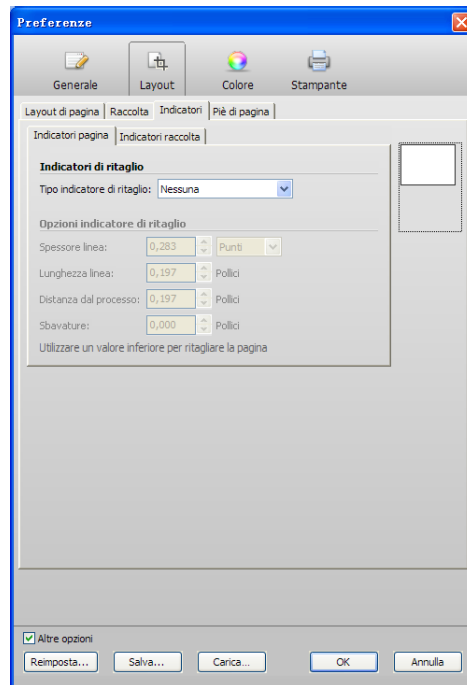 Preferenze
Generale Layout Colore Stampante
Layout di pagina Raccolta Indicatori Piè di pagina
Indicatori pagina Indicatori raccolta
Indicatori di ritaglio
Tipo indicatore di ritaglio: Nessuna
Opzioni indicatore di ritaglio
Spessore linea: 0,283 Punti
Lunghezza linea: 0,197 Pollici
Distanza dal processo: 0,197 Pollici
Sbavature: 0,000 Pollici
Utilizzare un valore inferiore per ritagliare la pagina
Altre opzioni
Reimposta... Salva... Carica... OK Annulla